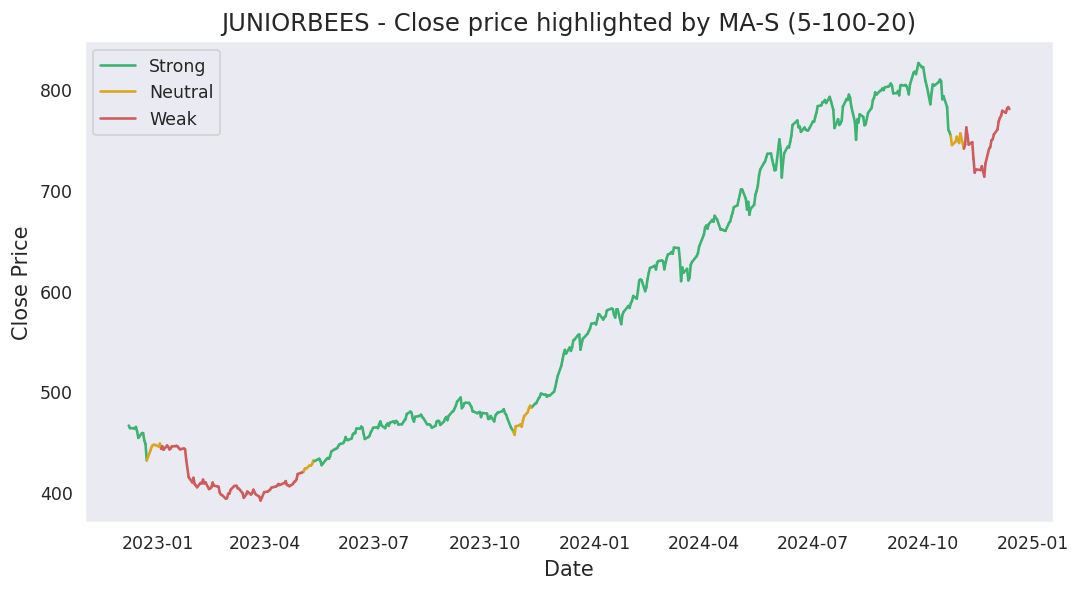 JUNIORBEES - Close price highlighted by MA-S (5-100-20)
Strong
Neutral
Weak
Close Price
800
700
600
500
400
2023-01
2023-04
2023-07
2023-10
2024-01
2024-04
2024-07
2024-10
2025-01
Date